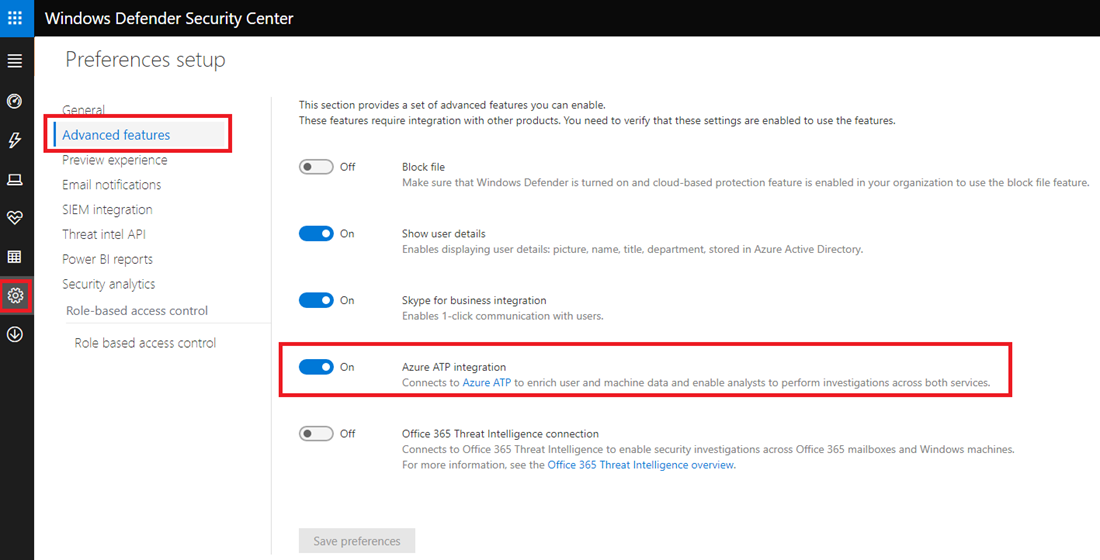 Windows Defender Security Center
Preferences setup
General
Advanced features
Preview experience
Email notifications
SIEM integration
Threat intel API
Power BI reports
Security analytics
Role-based access control
Role based access control
This section provides a set of advanced features you can enable.
These features require integration with other products. You need to verify that these settings are enabled to use the features.
Off
Block file
Make sure that Windows Defender is turned on and cloud-based protection feature is enabled in your organization to use the block file feature.
On
Show user details
Enables displaying user details: picture, name, title, department, stored in Azure Active Directory.
On
Skype for business integration
Enables 1-click communication with users.
On
Azure ATP integration
Connects to Azure ATP to enrich user and machine data and enable analysts to perform investigations across both services.
Off
Office 365 Threat Intelligence connection
Connects to Office 365 Threat Intelligence to enable security investigations across Office 365 mailboxes and Windows machines.
For more information, see the Office 365 Threat Intelligence overview.
Save preferences